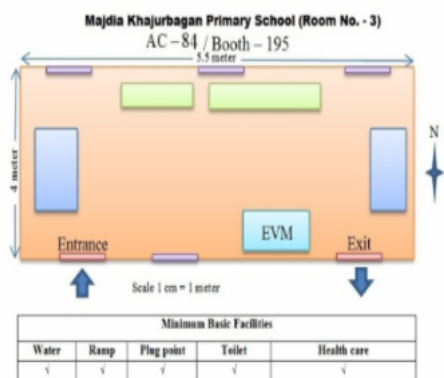 Majdia Khajurbagan Primary School (Room No. - 3)
AC – 84 / Booth – 195
5.5 meter
4 meter
N
EVM
Entrance
Exit
Scale 1 cm = 1 meter
Minimum Basic Facilities
Water Ramp Plug point Toilet Health care
√ √ √ √ √